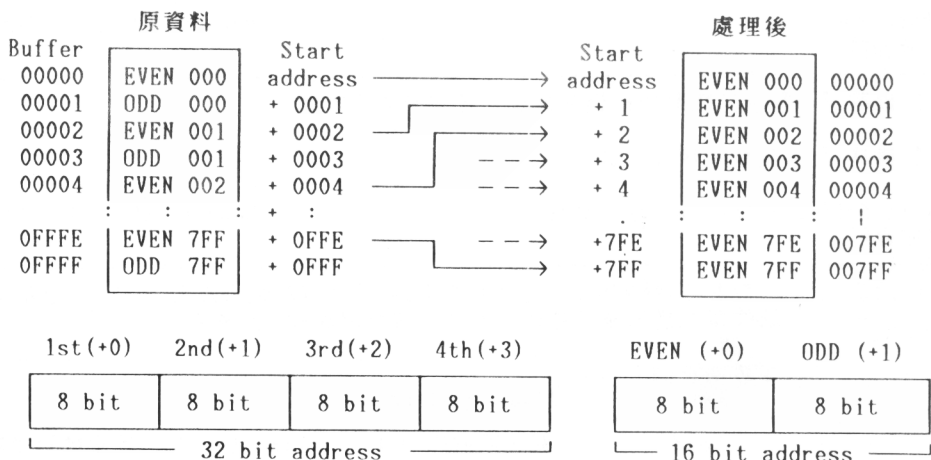 原資料 處理後
Buffer Start Start
00000 EVEN 000 address address EVEN 000 00000
00001 ODD 000 + 0001 + 1 EVEN 001 00001
00002 EVEN 001 + 0002 + 2 EVEN 002 00002
00003 ODD 001 + 0003 + 3 EVEN 003 00003
00004 EVEN 002 + 0004 + 4 EVEN 004 00004
: : : + : . : : :
0FFFE EVEN 7FF + 0FFE +7FE EVEN 7FE 007FE
0FFFF ODD 7FF + 0FFF +7FF EVEN 7FF 007FF
1st(+0) 2nd(+1) 3rd(+2) 4th(+3) EVEN (+0) ODD (+1)
8 bit 8 bit 8 bit 8 bit 8 bit 8 bit
32 bit address 16 bit address